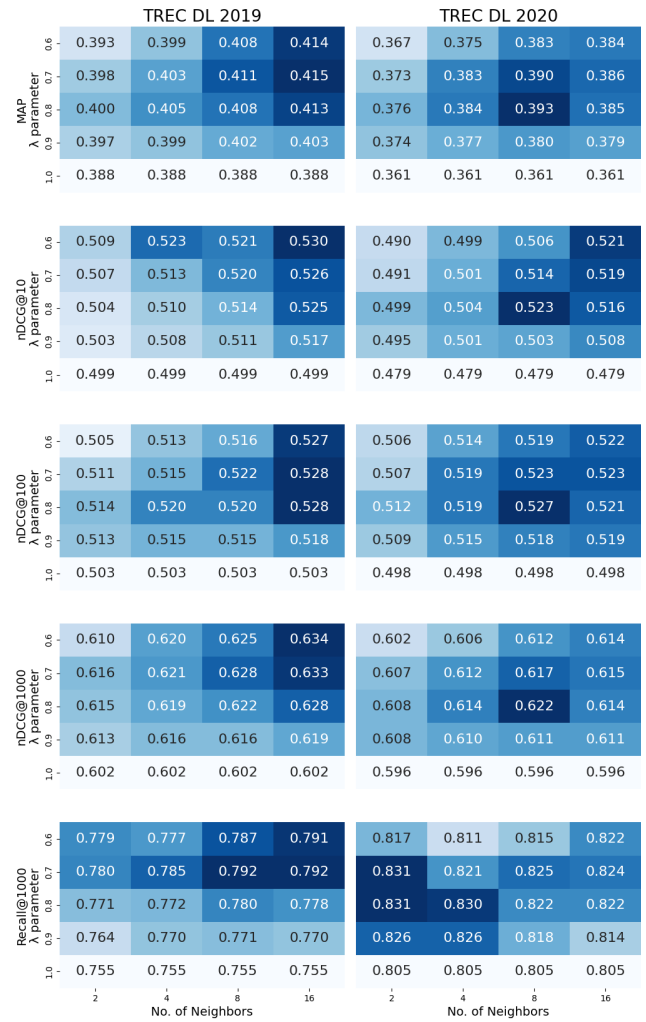 TREC DL 2019 TREC DL 2020
MAP
λ parameter
0.6 0.393 0.399 0.408 0.414 0.367 0.375 0.383 0.384
0.7 0.398 0.403 0.411 0.415 0.373 0.383 0.390 0.386
0.8 0.400 0.405 0.408 0.413 0.376 0.384 0.393 0.385
0.9 0.397 0.399 0.402 0.403 0.374 0.377 0.380 0.379
1.0 0.388 0.388 0.388 0.388 0.361 0.361 0.361 0.361
nDCG@10
λ parameter
0.6 0.509 0.523 0.521 0.530 0.490 0.499 0.506 0.521
0.7 0.507 0.513 0.520 0.526 0.491 0.501 0.514 0.519
0.8 0.504 0.510 0.514 0.525 0.499 0.504 0.523 0.516
0.9 0.503 0.508 0.511 0.517 0.495 0.501 0.503 0.508
1.0 0.499 0.499 0.499 0.499 0.479 0.479 0.479 0.479
nDCG@100
λ parameter
0.6 0.505 0.513 0.516 0.527 0.506 0.514 0.519 0.522
0.7 0.511 0.515 0.522 0.528 0.507 0.519 0.523 0.523
0.8 0.514 0.520 0.520 0.528 0.512 0.519 0.527 0.521
0.9 0.513 0.515 0.515 0.518 0.509 0.515 0.518 0.519
1.0 0.503 0.503 0.503 0.503 0.498 0.498 0.498 0.498
nDCG@1000
λ parameter
0.6 0.610 0.620 0.625 0.634 0.602 0.606 0.612 0.614
0.7 0.616 0.621 0.628 0.633 0.607 0.612 0.617 0.615
0.8 0.615 0.619 0.622 0.628 0.608 0.614 0.622 0.614
0.9 0.613 0.616 0.616 0.619 0.608 0.610 0.611 0.611
1.0 0.602 0.602 0.602 0.602 0.596 0.596 0.596 0.596
Recall@1000
λ parameter
0.6 0.779 0.777 0.787 0.791 0.817 0.811 0.815 0.822
0.7 0.780 0.785 0.792 0.792 0.831 0.821 0.825 0.824
0.8 0.771 0.772 0.780 0.778 0.831 0.830 0.822 0.822
0.9 0.764 0.770 0.771 0.770 0.826 0.826 0.818 0.814
1.0 0.755 0.755 0.755 0.755 0.805 0.805 0.805 0.805
2 4 8 16 2 4 8 16
No. of Neighbors No. of Neighbors